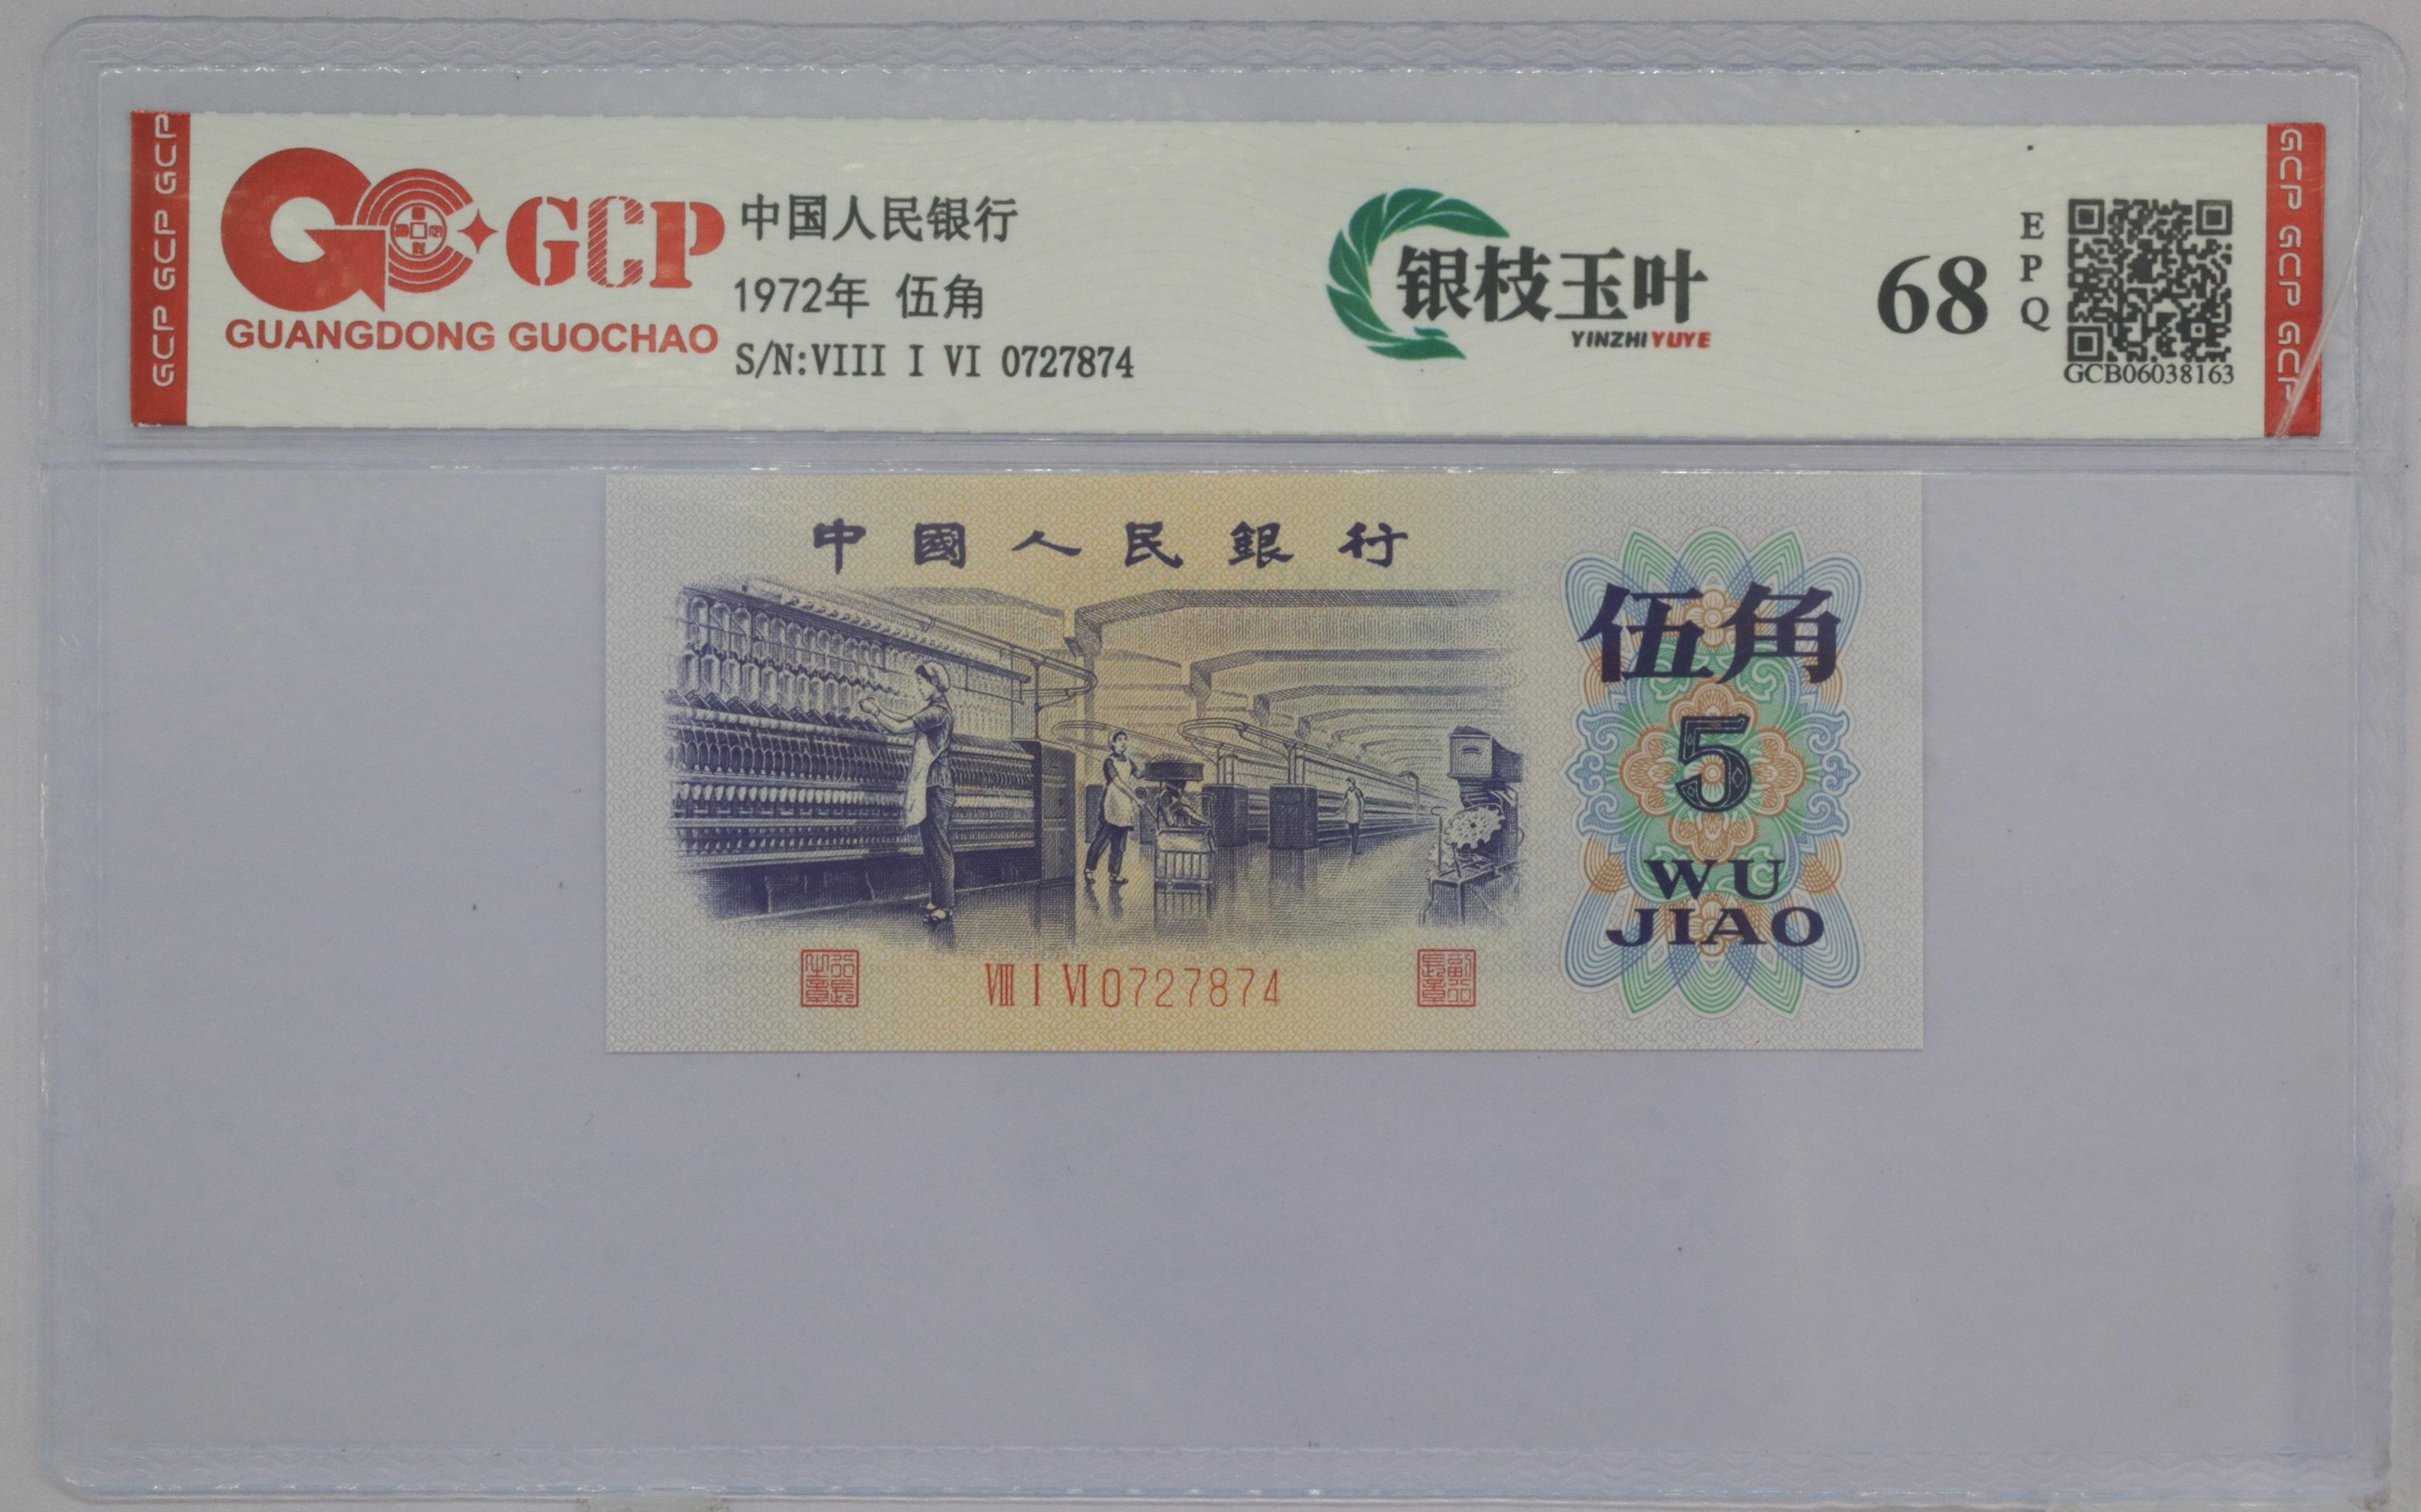 GCP GCP GCP
GCP
GUANGDONG GUOCHAO
中国人民银行
1972年 伍角
S/N:VIII I VI 0727874
银枝玉叶
YINZHIYUYE
68
EPQ
GCB06038163
GCP GCP GCP
中國人民銀行
伍角
5
WU
JIAO
Ⅷ Ⅰ Ⅵ 0727874